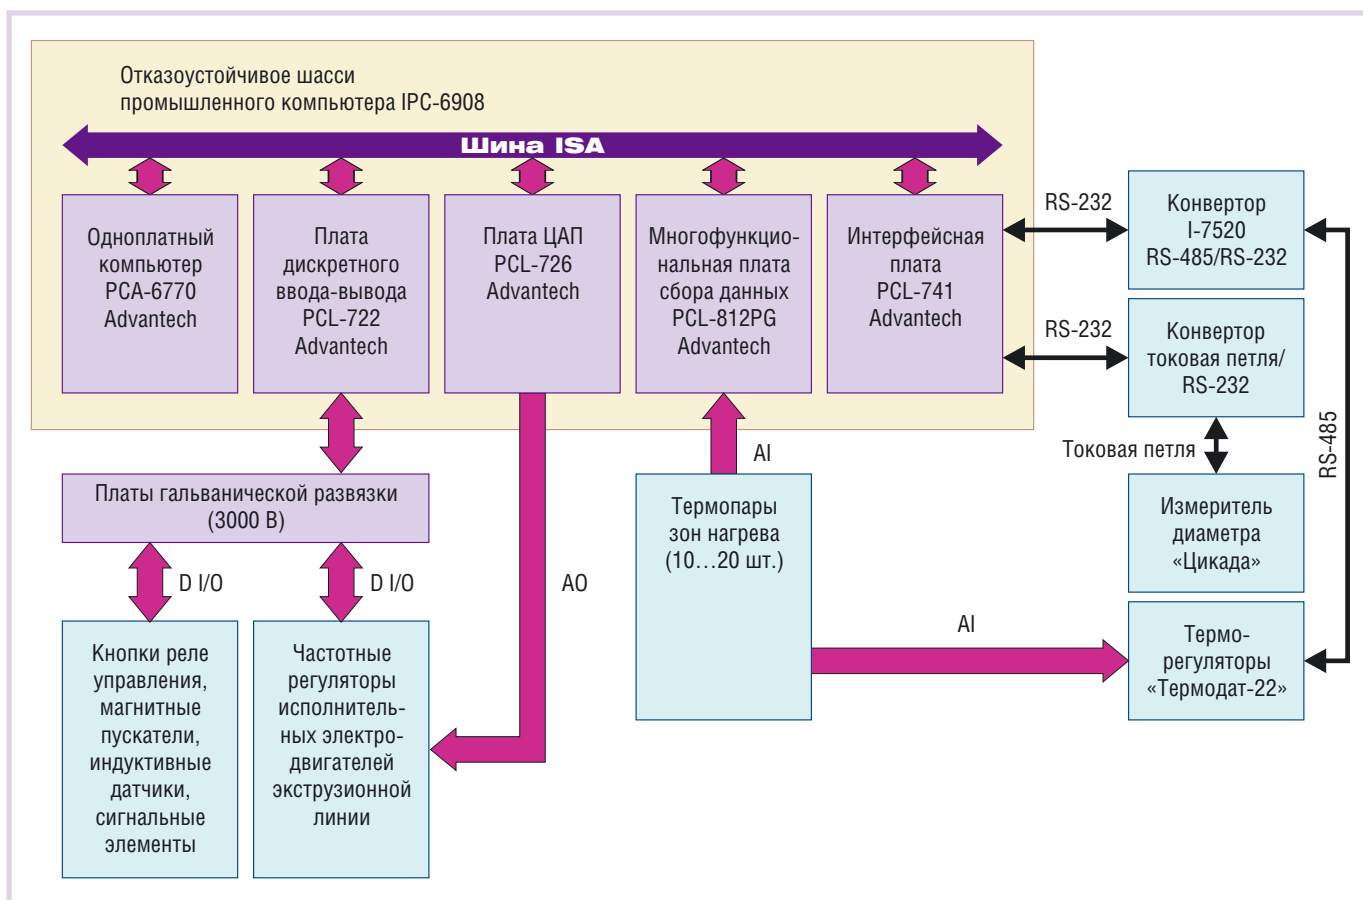 Отказоустойчивое шасси
промышленного компьютера IPC-6908
Шина ISA
Одноплатный
компьютер
PCA-6770
Advantech
Плата
дискретного
ввода-вывода
PCL-722
Advantech
Плата ЦАП
PCL-726
Advantech
Многофункцио-
нальная плата
сбора данных
PCL-812PG
Advantech
Интерфейсная
плата
PCL-741
Advantech
RS-232
RS-232
Конвертор
I-7520
RS-485/RS-232
Конвертор
токовая петля/
RS-232
Токовая петля
RS-485
Измеритель
диаметра
«Цикада»
Термо-
регуляторы
«Термодат-22»
Платы гальванической развязки
(3000 В)
D I/O
D I/O
AO
AI
AI
Термопары
зон нагрева
(10...20 шт.)
Кнопки реле
управления,
магнитные
пускатели,
индуктивные
датчики,
сигнальные
элементы
Частотные
регуляторы
исполнитель-
ных электро-
двигателей
экструзионной
линии